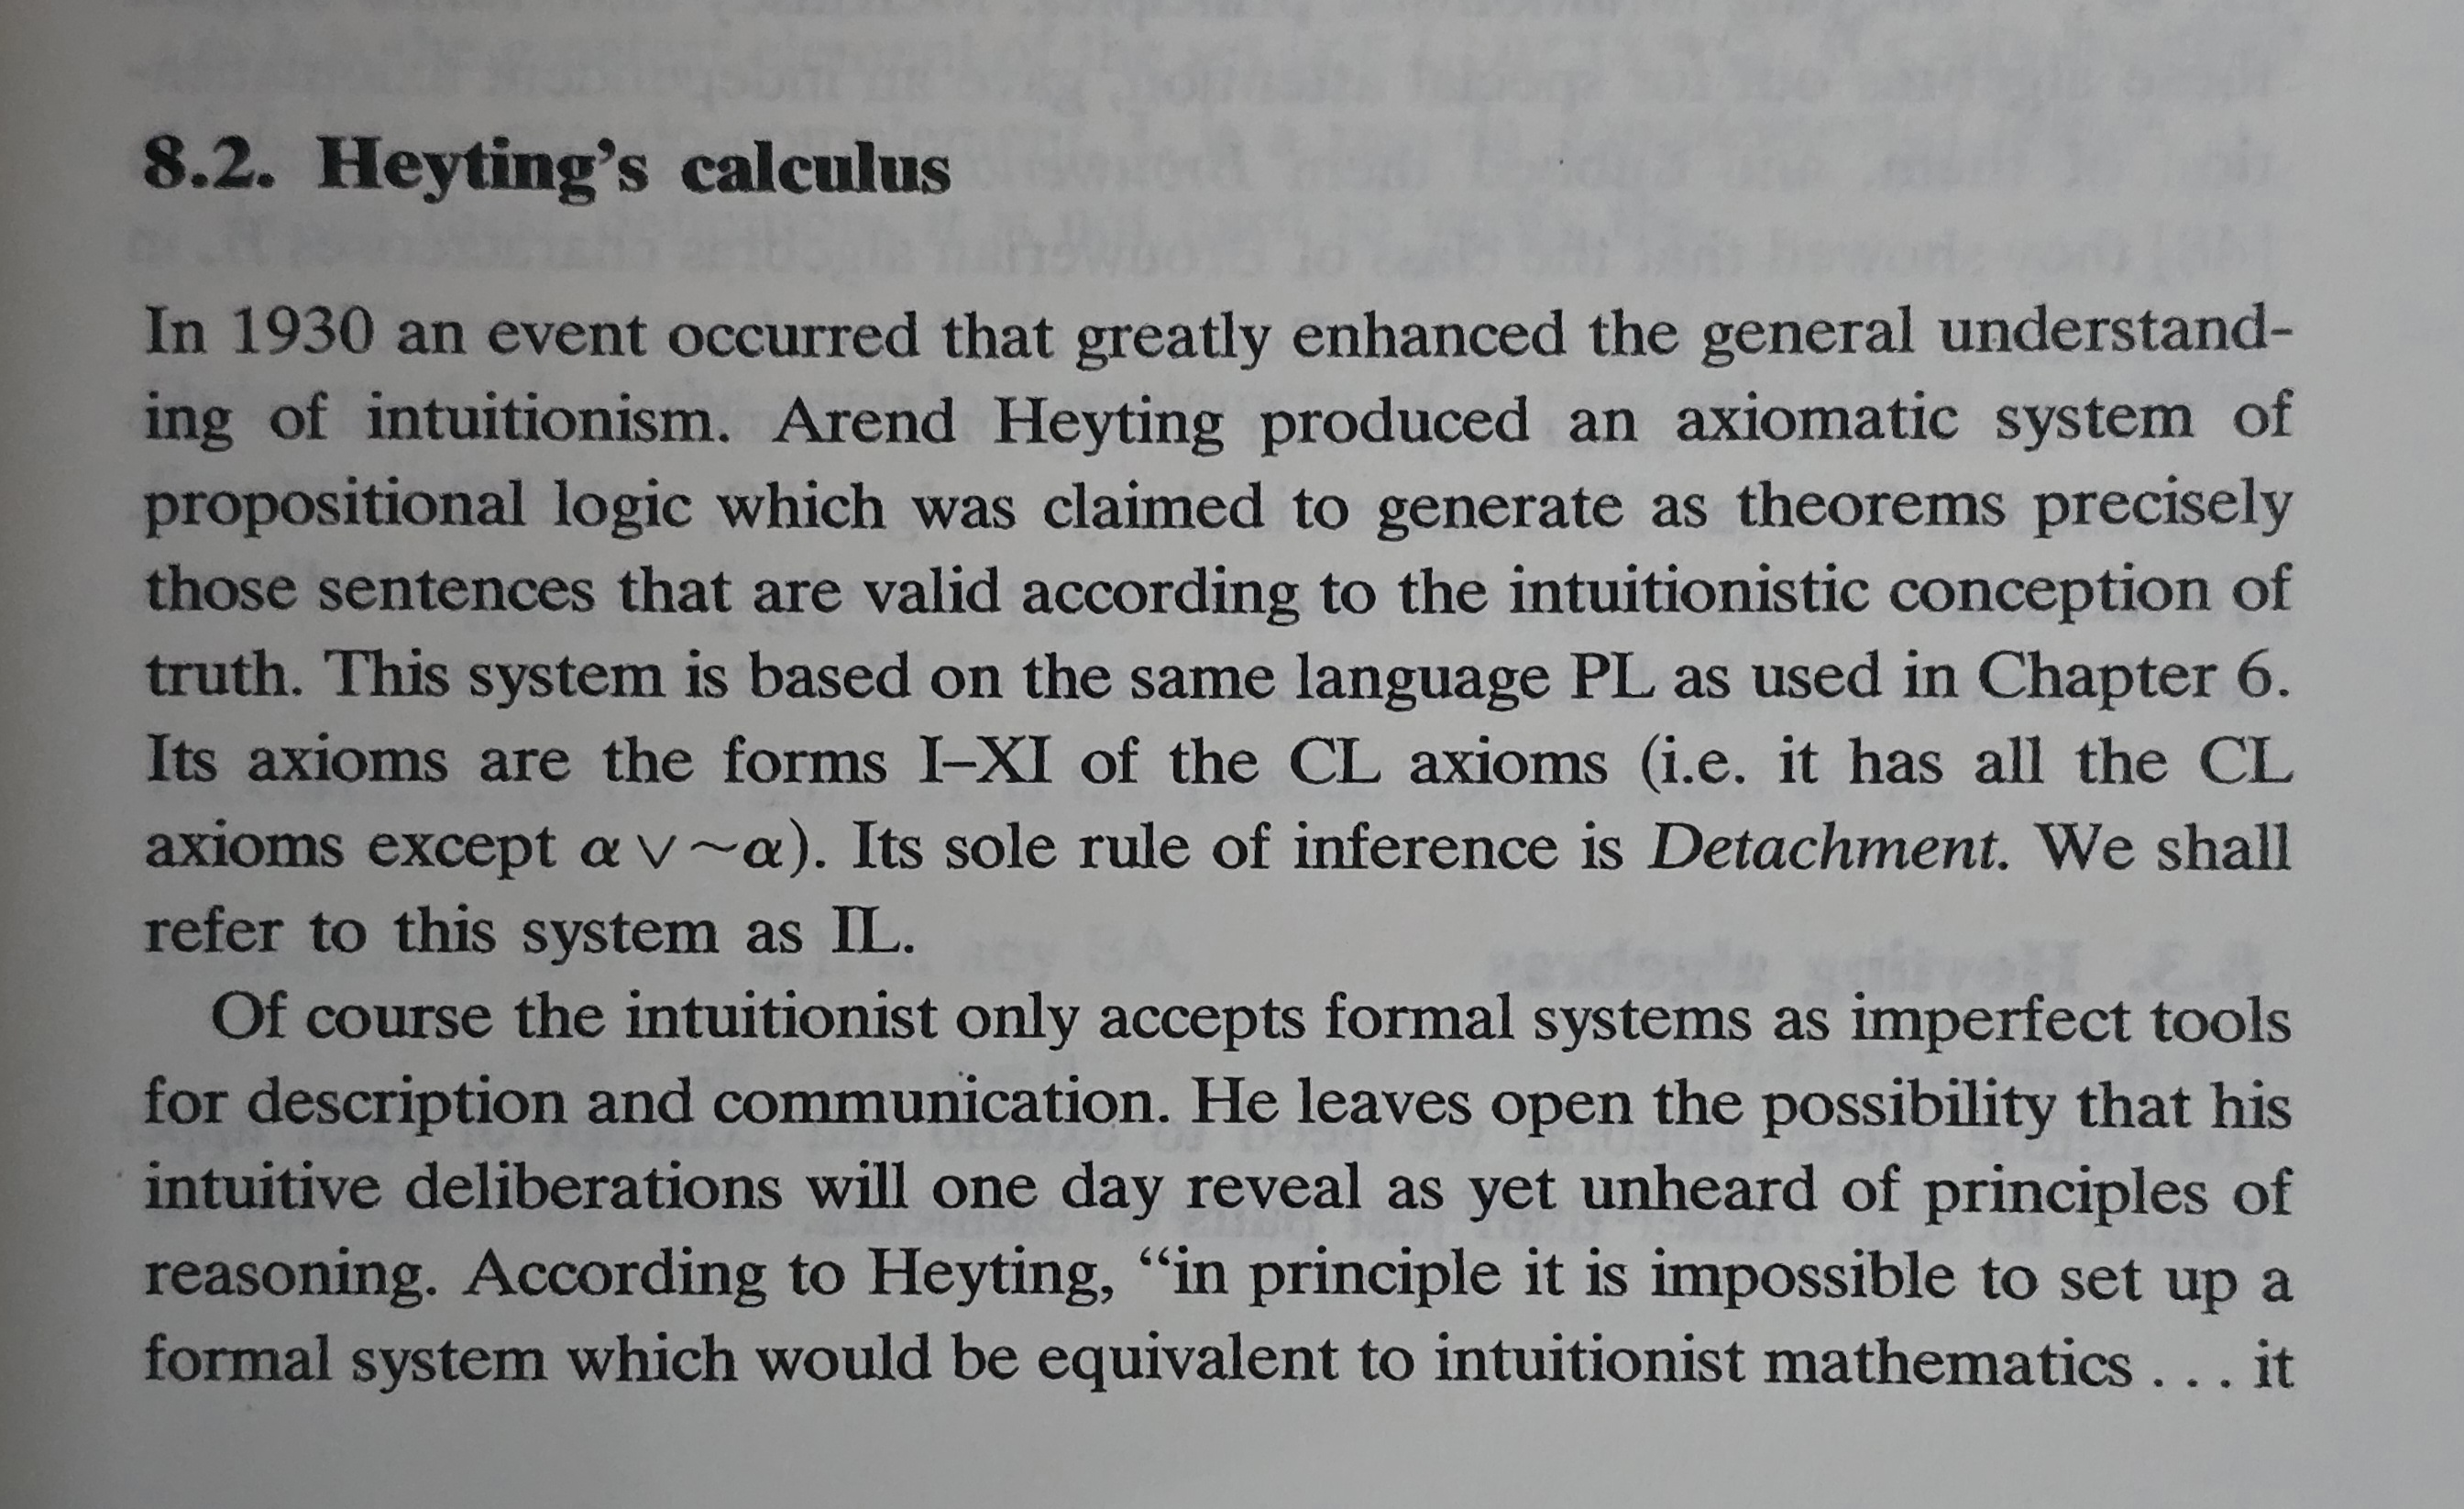 8.2. Heyting's calculus
In 1930 an event occurred that greatly enhanced the general understand-
ing of intuitionism. Arend Heyting produced an axiomatic system of
propositional logic which was claimed to generate as theorems precisely
those sentences that are valid according to the intuitionistic conception of
truth. This system is based on the same language PL as used in Chapter 6.
Its axioms are the forms I–XI of the CL axioms (i.e. it has all the CL
axioms except α ∨ ~α). Its sole rule of inference is Detachment. We shall
refer to this system as IL.
Of course the intuitionist only accepts formal systems as imperfect tools
for description and communication. He leaves open the possibility that his
intuitive deliberations will one day reveal as yet unheard of principles of
reasoning. According to Heyting, “in principle it is impossible to set up a
formal system which would be equivalent to intuitionist mathematics . . . it